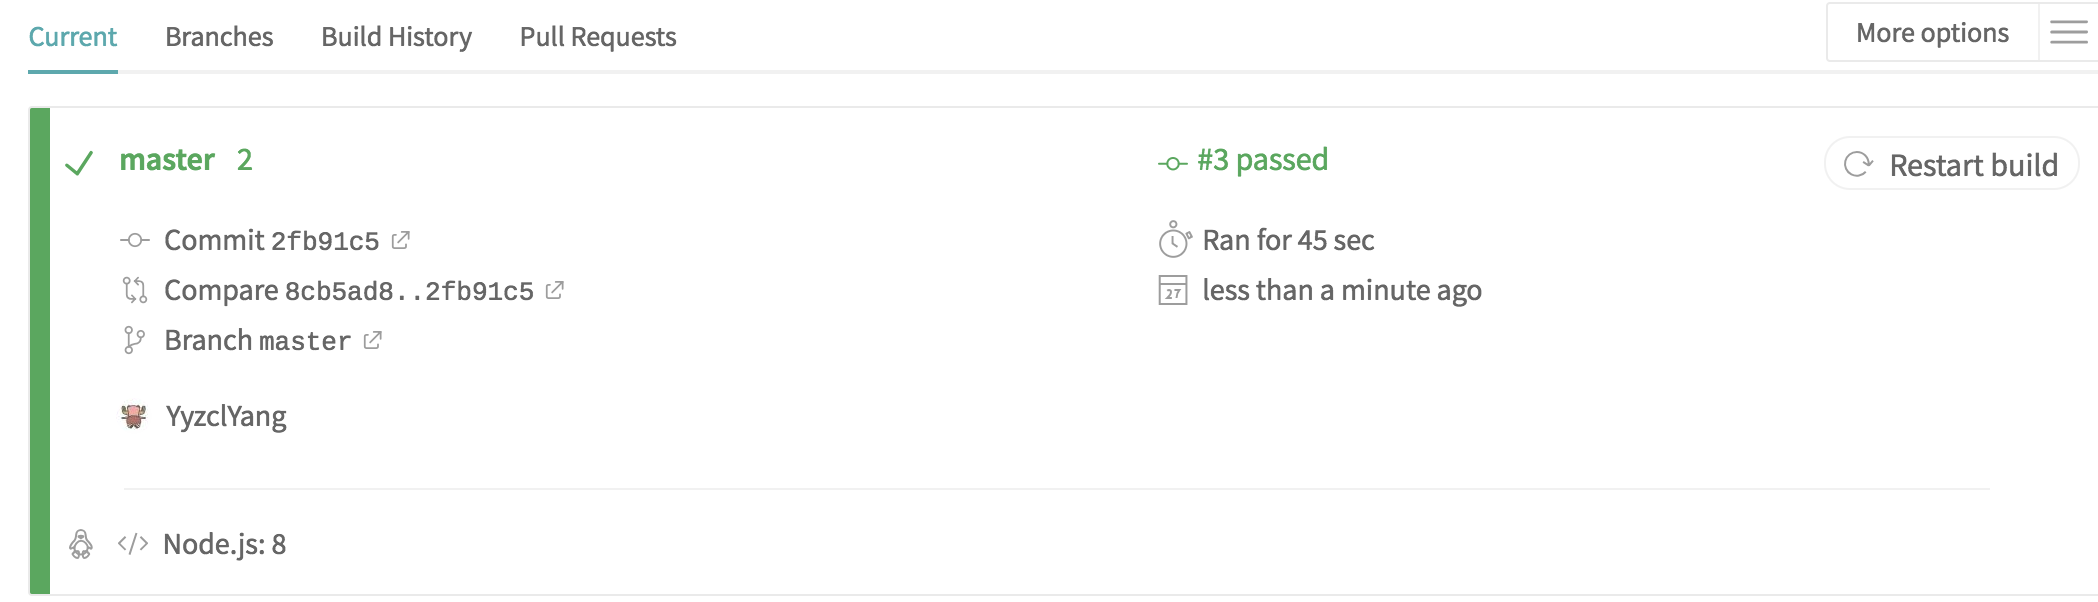 Current Branches Build History Pull Requests More options
master 2 #3 passed Restart build
Commit 2fb91c5 Ran for 45 sec
Compare 8cb5ad8..2fb91c5 27 less than a minute ago
Branch master
YyzclYang
</> Node.js: 8